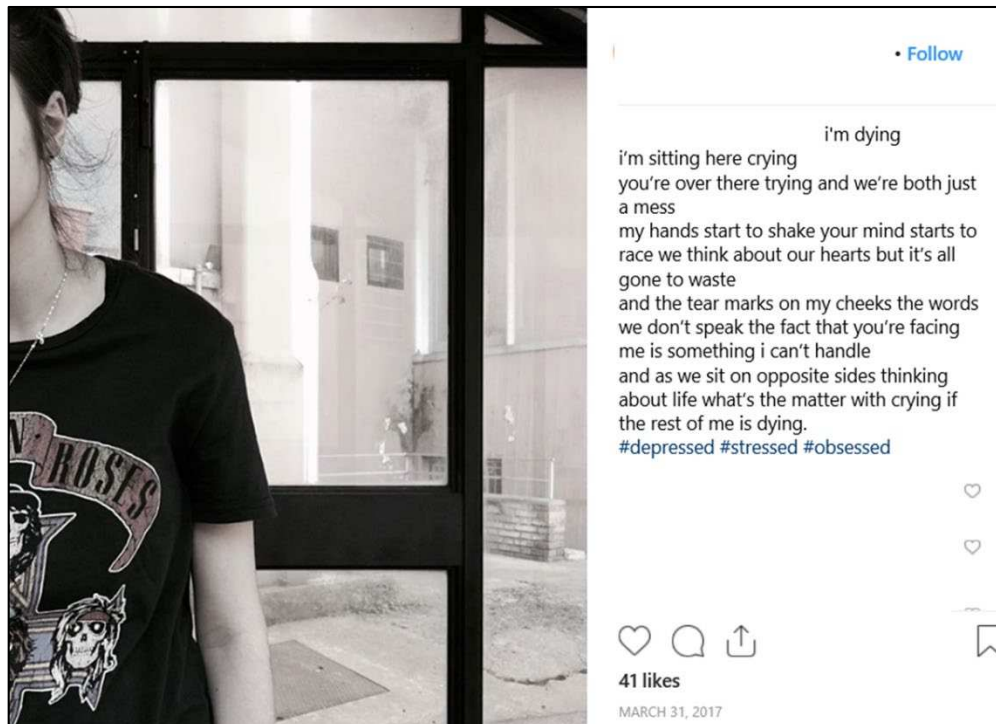 • Follow
i'm dying
i'm sitting here crying
you're over there trying and we're both just
a mess
my hands start to shake your mind starts to
race we think about our hearts but it's all
gone to waste
and the tear marks on my cheeks the words
we don't speak the fact that you're facing
me is something i can't handle
and as we sit on opposite sides thinking
about life what's the matter with crying if
the rest of me is dying.
#depressed #stressed #obsessed
41 likes
MARCH 31, 2017
N
ROSES